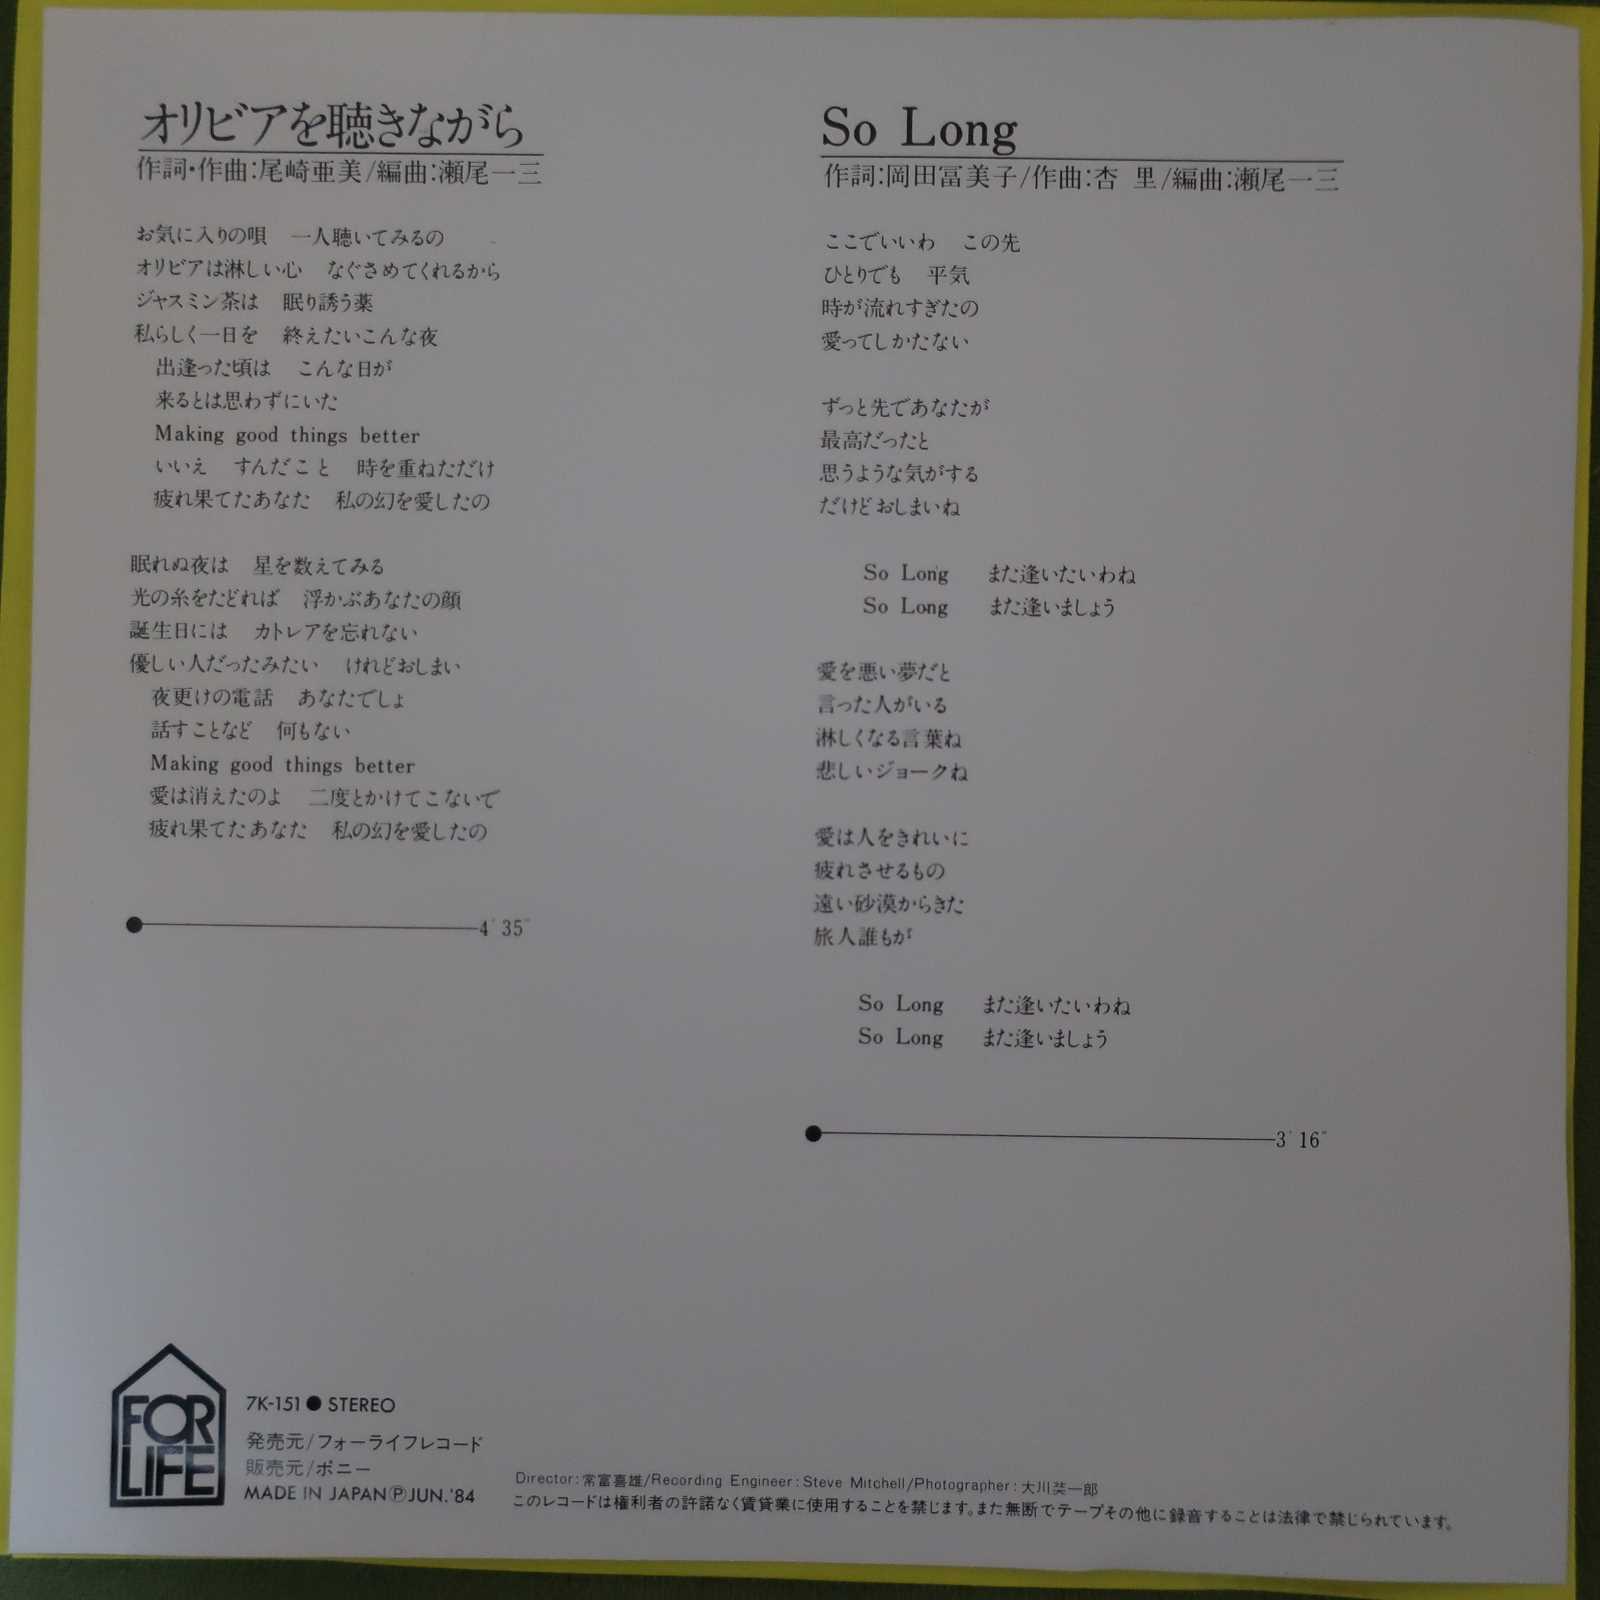 オリビアを聴きながら
作詞・作曲：尾崎亜美/編曲：瀬尾一三
お気に入りの唄　一人聴いてみるの
オリビアは淋しい心　なぐさめてくれるから
ジャスミン茶は　眠り誘う薬
私らしく一日を　終えたいこんな夜
出逢った頃は　こんな日が
来るとは思わずにいた
Making good things better
いいえ　すんだこと　時を重ねただけ
疲れ果てたあなた　私の幻を愛したの
眠れぬ夜は　星を数えてみる
光の糸をたどれば　浮かぶあなたの顔
誕生日には　カトレアを忘れない
優しい人だったみたい　けれどおしまい
夜更けの電話　あなたでしょ
話すことなど　何もない
Making good things better
愛は消えたのよ　二度とかけてこないで
疲れ果てたあなた　私の幻を愛したの
4′35″
So Long
作詞：岡田冨美子/作曲：杏 里/編曲：瀬尾一三
ここでいいわ　この先
ひとりでも　平気
時が流れすぎたの
愛ってしかたない
ずっと先であなたが
最高だったと
思うような気がする
だけどおしまいね
So Long　また逢いたいわね
So Long　また逢いましょう
愛を悪い夢だと
言った人がいる
淋しくなる言葉ね
悲しいジョークね
愛は人をきれいに
疲れさせるもの
遠い砂漠からきた
旅人誰もが
So Long　また逢いたいわね
So Long　また逢いましょう
3′16″
FOR LIFE
7K-151●STEREO
発売元/フォーライフレコード
販売元/ポニー
MADE IN JAPANⓅJUN.'84
Director：常富喜雄/Recording Engineer：Steve Mitchell/Photographer：大川奘一郎
このレコードは権利者の許諾なく賃貸業に使用することを禁じます。また無断でテープその他に録音することは法律で禁じられています。